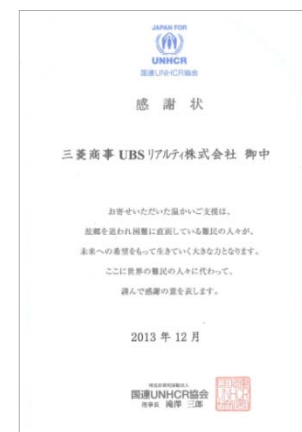 JAPAN FOR
UNHCR
国連UNHCR協会
感謝状
三菱商事 UBS リアルティ株式会社 御中
お寄せいただいた温かいご支援は、
故郷を追われ困難に直面している難民の人々が、
未来への希望をもって生きていく大きな力となります。
ここに世界の難民の人々に代わって、
謹んで感謝の意を表します。
2013 年 12 月
国連UNHCR協会
理事長 滝澤 三郎